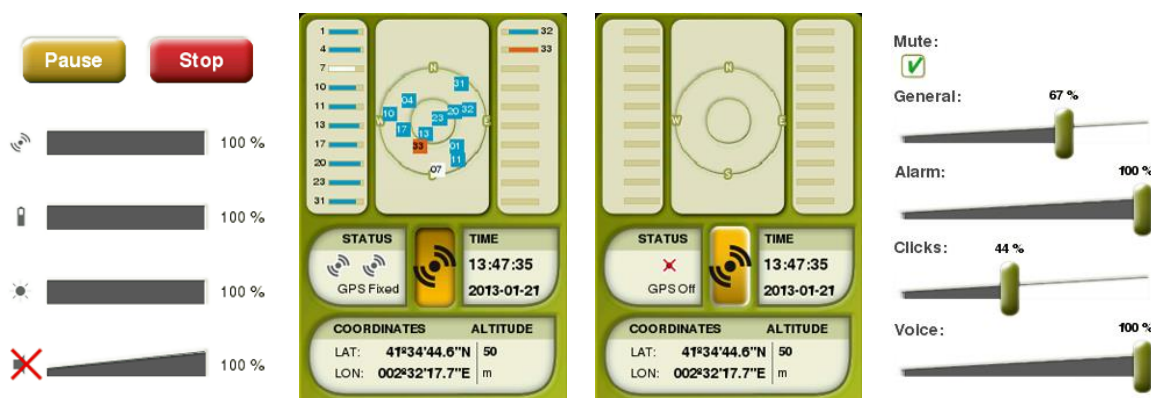 Pause
Stop
100 %
100 %
100 %
100 %
1
4
7
10
11
13
17
20
23
31
32
33
N
31
04
10
20
32
W
23
E
17
13
33
01
11
07
STATUS
GPS Fixed
TIME
13:47:35
2013-01-21
COORDINATES
ALTITUDE
LAT: 41º34'44.6"N 50
LON: 002º32'17.7"E m
N
W
E
S
STATUS
GPS Off
TIME
13:47:35
2013-01-21
COORDINATES
ALTITUDE
LAT: 41º34'44.6"N 50
LON: 002º32'17.7"E m
Mute:
General:
67 %
Alarm:
100 %
Clicks:
44 %
Voice:
100 %